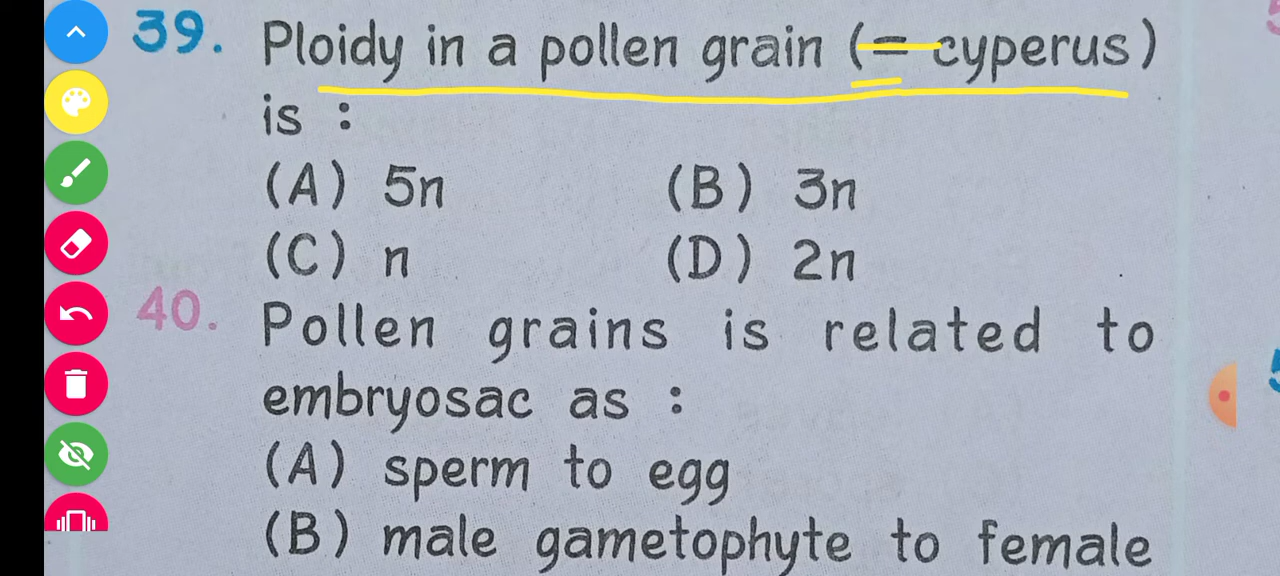 39. Ploidy in a pollen grain (= cyperus)
is :
(A) 5n (B) 3n
(C) n (D) 2n
40. Pollen grains is related to
embryosac as :
(A) sperm to egg
(B) male gametophyte to female